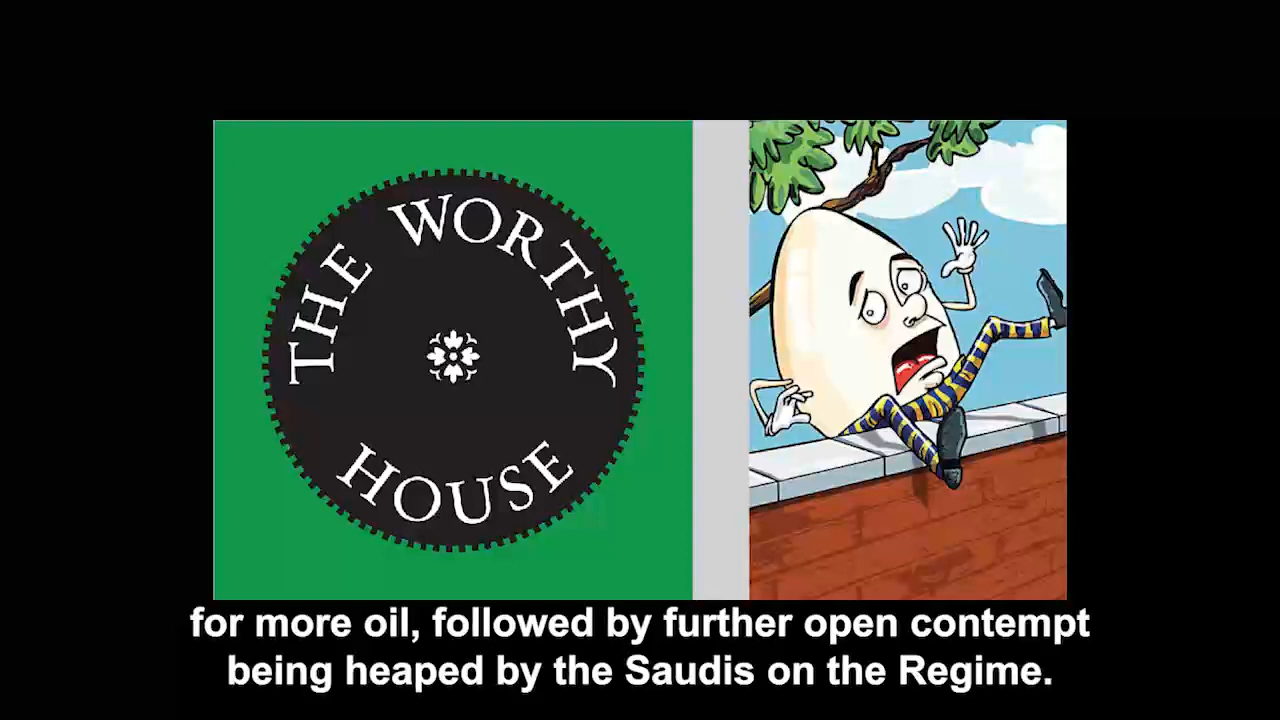 THE WORTHY
HOUSE
for more oil, followed by further open contempt
being heaped by the Saudis on the Regime.